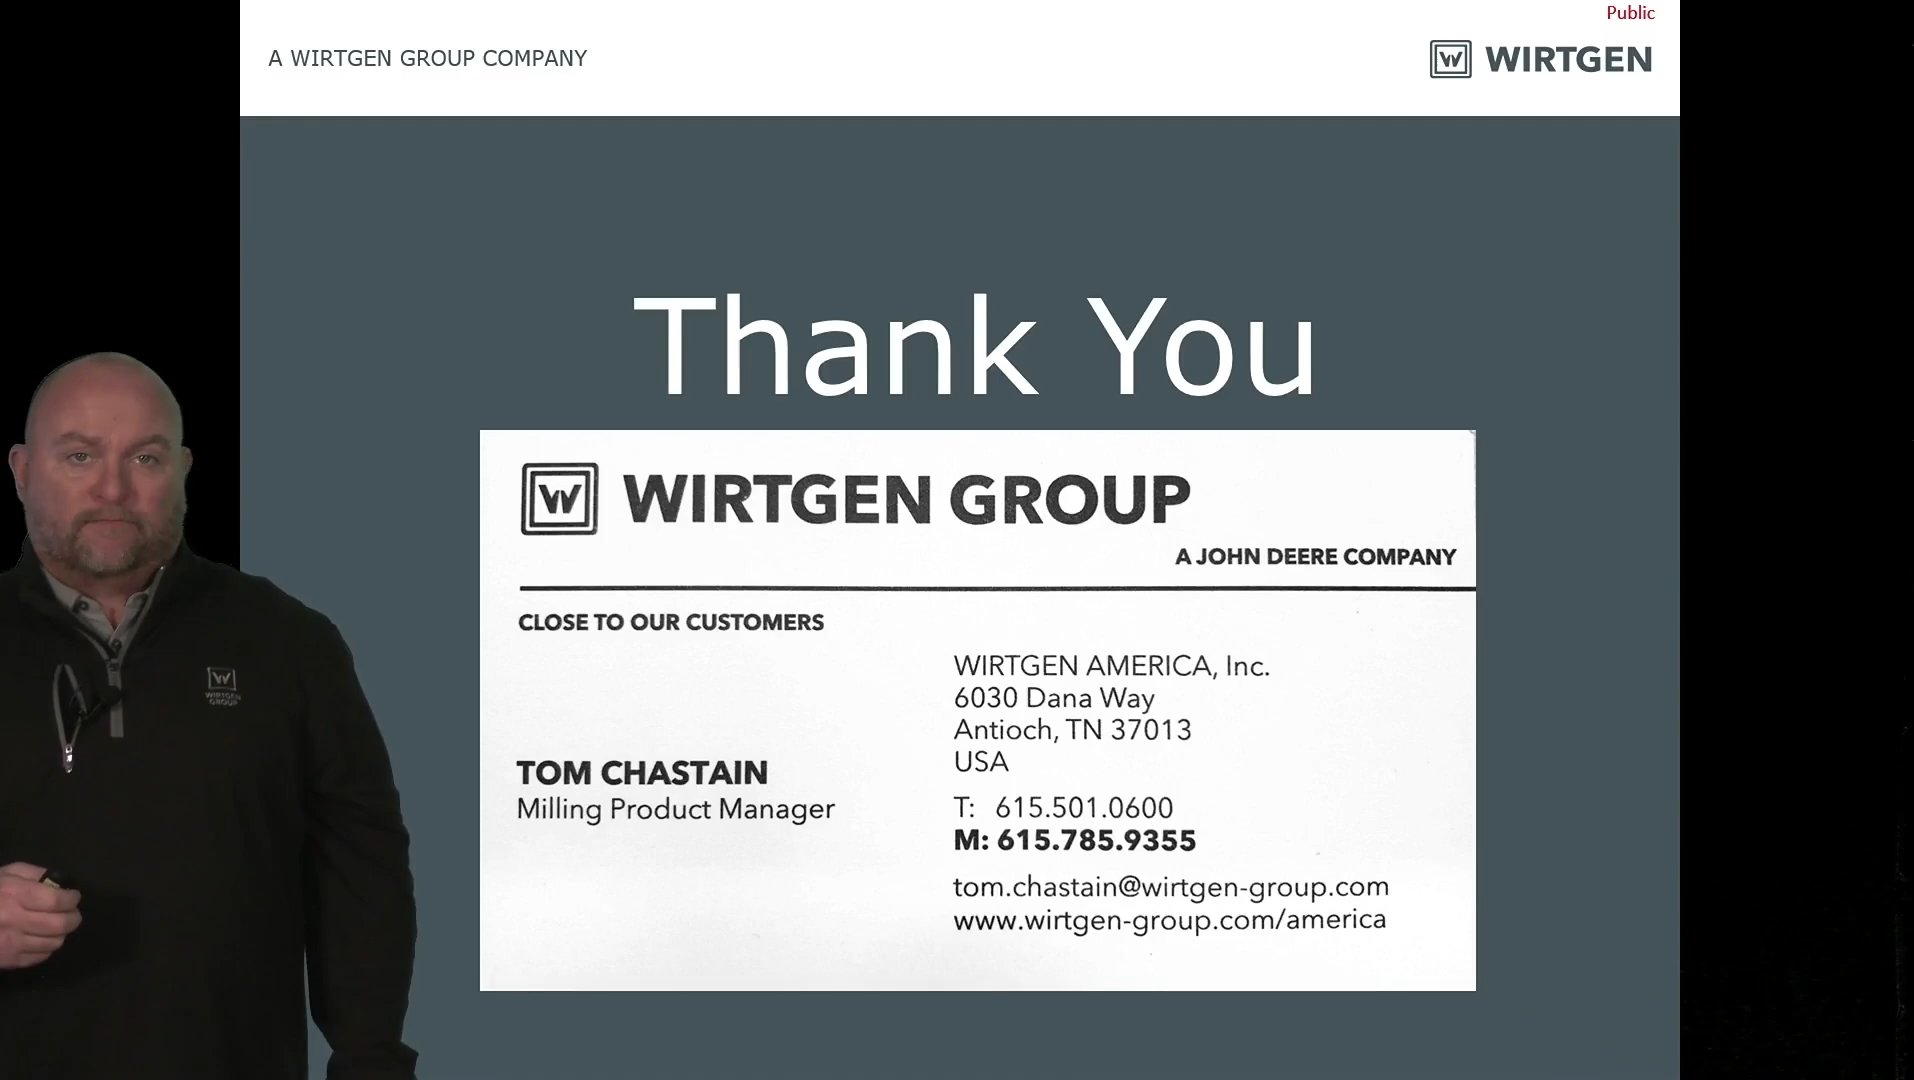 Public
A WIRTGEN GROUP COMPANY
WIRTGEN
Thank You
WIRTGEN GROUP
A JOHN DEERE COMPANY
CLOSE TO OUR CUSTOMERS
WIRTGEN AMERICA, Inc.
6030 Dana Way
Antioch, TN 37013
USA
TOM CHASTAIN
Milling Product Manager
T: 615.501.0600
M: 615.785.9355
tom.chastain@wirtgen-group.com
www.wirtgen-group.com/america
WIRTGEN
GROUP